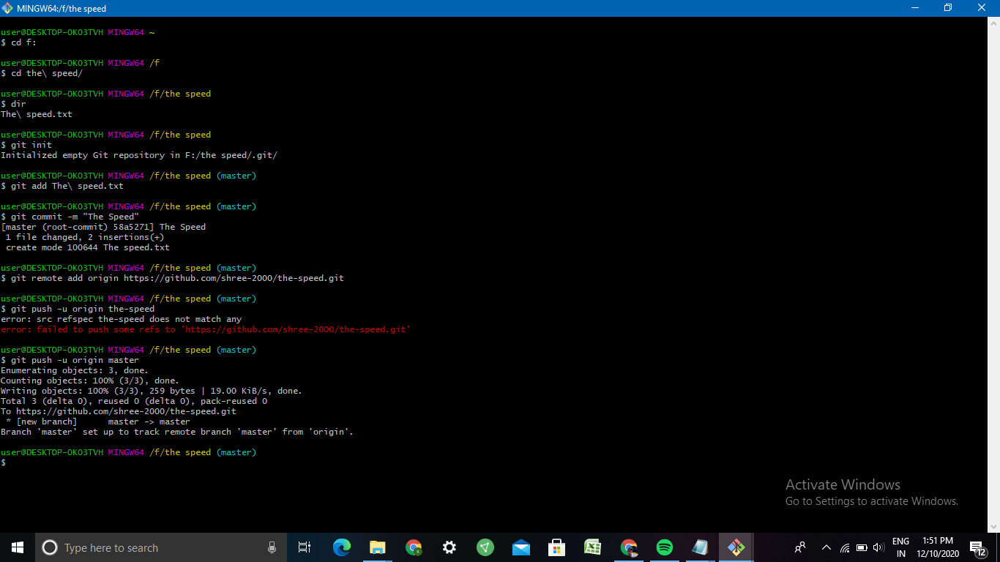 MINGW64:/f/the speed
user@DESKTOP-OKO3TVH MINGW64 ~
$ cd f:
user@DESKTOP-OKO3TVH MINGW64 /f
$ cd the\ speed/
user@DESKTOP-OKO3TVH MINGW64 /f/the speed
$ dir
The\ speed.txt
user@DESKTOP-OKO3TVH MINGW64 /f/the speed
$ git init
Initialized empty Git repository in F:/the speed/.git/
user@DESKTOP-OKO3TVH MINGW64 /f/the speed (master)
$ git add The\ speed.txt
user@DESKTOP-OKO3TVH MINGW64 /f/the speed (master)
$ git commit -m "The Speed"
[master (root-commit) 58a5271] The Speed
 1 file changed, 2 insertions(+)
 create mode 100644 The speed.txt
user@DESKTOP-OKO3TVH MINGW64 /f/the speed (master)
$ git remote add origin https://github.com/shree-2000/the-speed.git
user@DESKTOP-OKO3TVH MINGW64 /f/the speed (master)
$ git push -u origin the-speed
error: src refspec the-speed does not match any
error: failed to push some refs to 'https://github.com/shree-2000/the-speed.git'
user@DESKTOP-OKO3TVH MINGW64 /f/the speed (master)
$ git push -u origin master
Enumerating objects: 3, done.
Counting objects: 100% (3/3), done.
Writing objects: 100% (3/3), 259 bytes | 19.00 KiB/s, done.
Total 3 (delta 0), reused 0 (delta 0), pack-reused 0
To https://github.com/shree-2000/the-speed.git
 * [new branch]      master -> master
Branch 'master' set up to track remote branch 'master' from 'origin'.
user@DESKTOP-OKO3TVH MINGW64 /f/the speed (master)
$
Activate Windows
Go to Settings to activate Windows.
Type here to search
ENG
IN
1:51 PM
12/10/2020
12